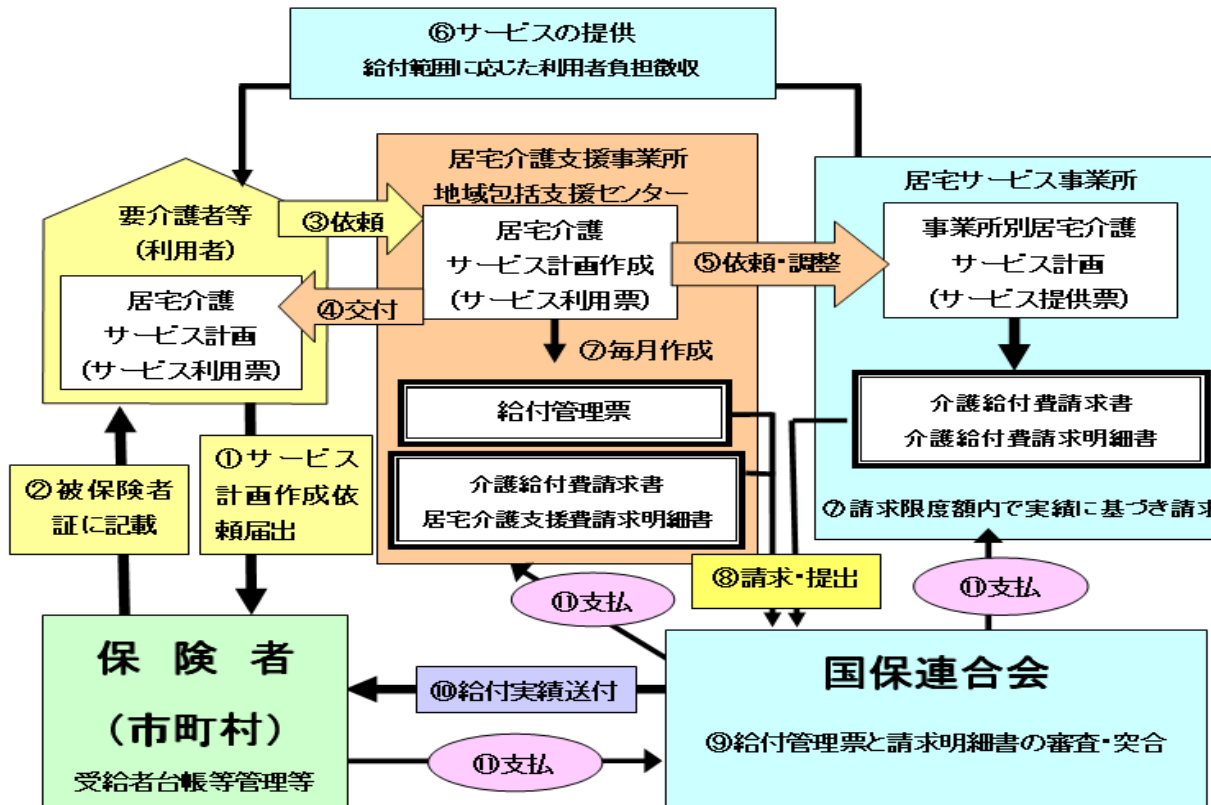 ⑥サービスの提供
給付範囲に応じた利用者負担徴収
居宅介護支援事業所
地域包括支援センター
居宅サービス事業所
要介護者等
(利用者)
③依頼
居宅介護
サービス計画作成
(サービス利用票)
⑤依頼・調整
事業所別居宅介護
サービス計画
(サービス提供票)
居宅介護
サービス計画
(サービス利用票)
④交付
⑦毎月作成
給付管理票
介護給付費請求書
居宅介護支援費請求明細書
介護給付費請求書
介護給付費請求明細書
⑦請求限度額内で実績に基づき請求
②被保険者
証に記載
①サービス
計画作成依
頼届出
⑪支払
⑧請求・提出
⑪支払
保険者
(市町村)
受給者台帳等管理等
⑩給付実績送付
⑪支払
国保連合会
⑨給付管理票と請求明細書の審査・突合